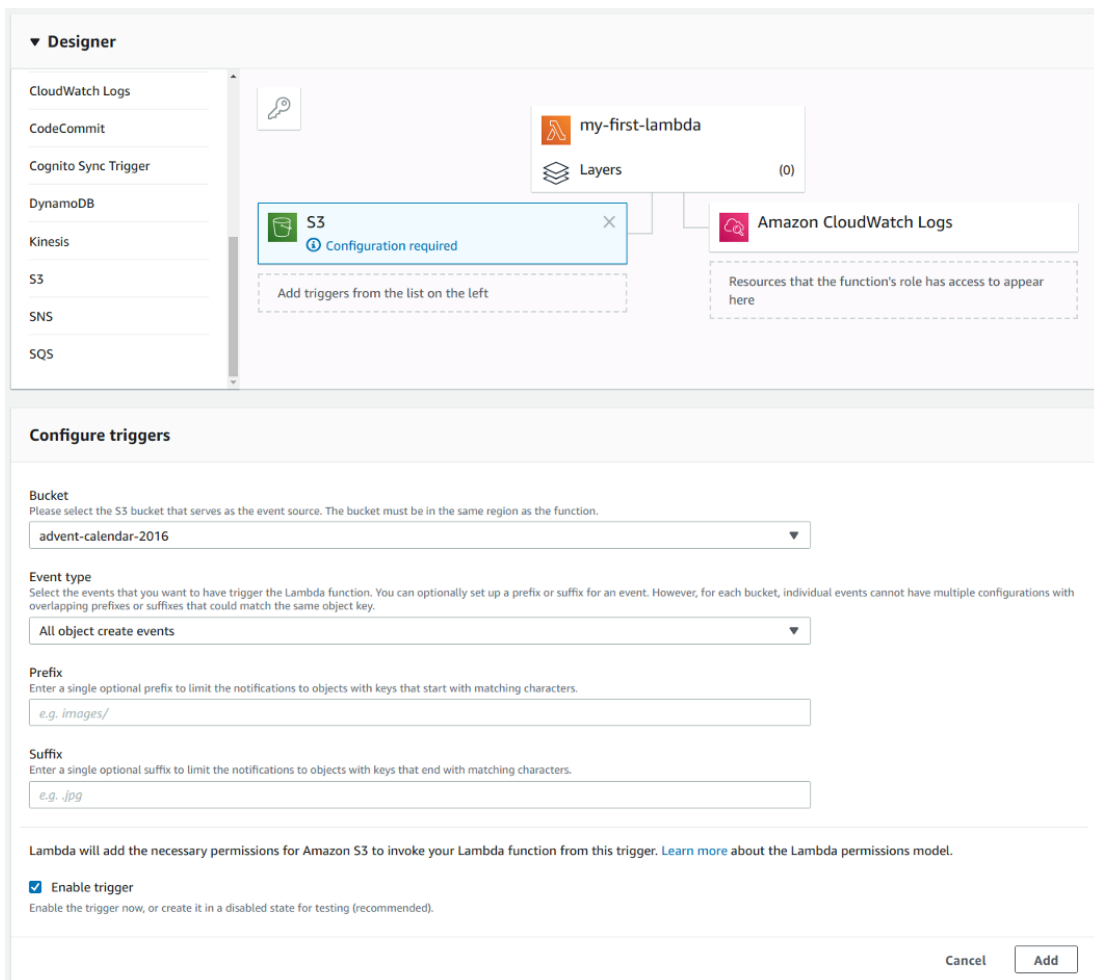 Designer
CloudWatch Logs
CodeCommit
Cognito Sync Trigger
DynamoDB
Kinesis
S3
SNS
SQS
my-first-lambda
Layers (0)
S3
Configuration required
Add triggers from the list on the left
Amazon CloudWatch Logs
Resources that the function's role has access to appear
here
Configure triggers
Bucket
Please select the S3 bucket that serves as the event source. The bucket must be in the same region as the function.
advent-calendar-2016
Event type
Select the events that you want to have trigger the Lambda function. You can optionally set up a prefix or suffix for an event. However, for each bucket, individual events cannot have multiple configurations with
overlapping prefixes or suffixes that could match the same object key.
All object create events
Prefix
Enter a single optional prefix to limit the notifications to objects with keys that start with matching characters.
e.g. images/
Suffix
Enter a single optional suffix to limit the notifications to objects with keys that end with matching characters.
e.g. .jpg
Lambda will add the necessary permissions for Amazon S3 to invoke your Lambda function from this trigger. Learn more about the Lambda permissions model.
Enable trigger
Enable the trigger now, or create it in a disabled state for testing (recommended).
Cancel Add